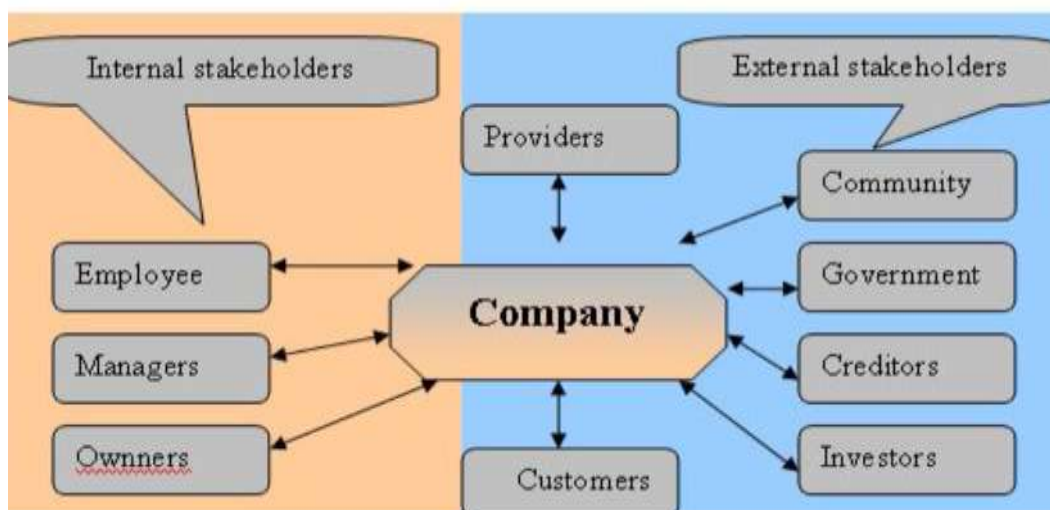 Internal stakeholders
External stakeholders
Providers
Community
Employee
Government
Company
Managers
Creditors
Ownners
Investors
Customers